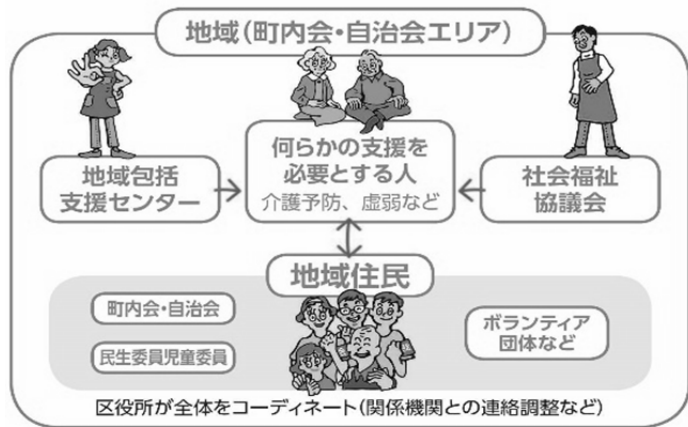 地域(町内会・自治会エリア)
地域包括
支援センター
何らかの支援を
必要とする人
介護予防、虚弱など
社会福祉
協議会
地域住民
町内会・自治会
民生委員児童委員
ボランティア
団体など
区役所が全体をコーディネート(関係機関との連絡調整など)